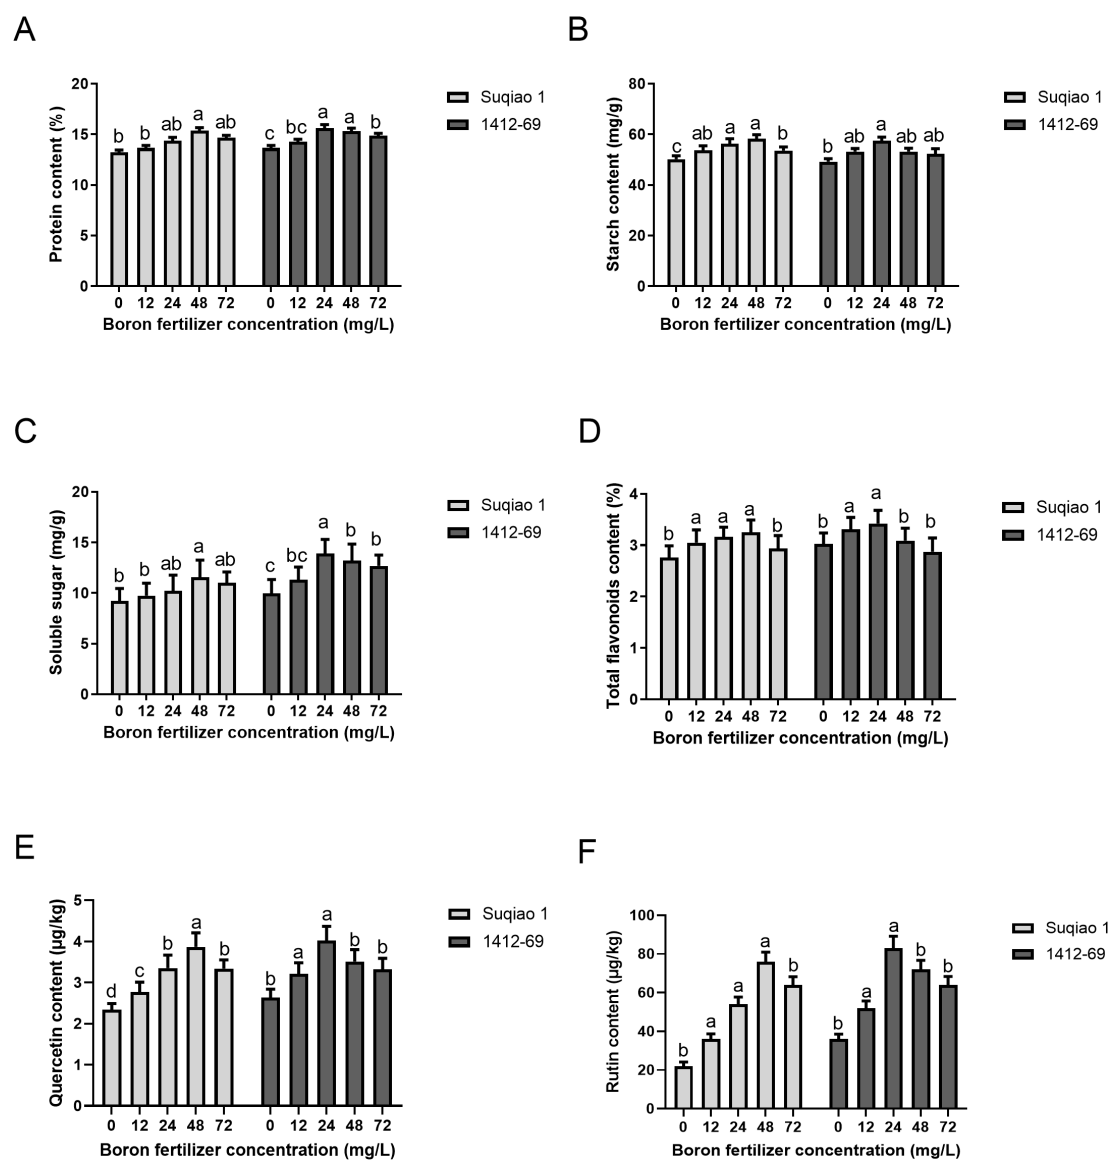 A
Protein content (%)
20
15
10
5
0
b b ab a ab c bc a a b
0 12 24 48 72 0 12 24 48 72
Boron fertilizer concentration (mg/L)
Suqiao 1
1412-69
B
Starch content (mg/g)
80
60
40
20
0
c ab a a b b ab a ab ab
0 12 24 48 72 0 12 24 48 72
Boron fertilizer concentration (mg/L)
Suqiao 1
1412-69
C
Soluble sugar (mg/g)
20
15
10
5
0
b b ab a ab c bc a b b
0 12 24 48 72 0 12 24 48 72
Boron fertilizer concentration (mg/L)
Suqiao 1
1412-69
D
Total flavonoids content (%)
4
3
2
1
0
b a a a b b a a b b
0 12 24 48 72 0 12 24 48 72
Boron fertilizer concentration (mg/L)
Suqiao 1
1412-69
E
Quercetin content (μg/kg)
5
4
3
2
1
0
d c b a b b a a b b
0 12 24 48 72 0 12 24 48 72
Boron fertilizer concentration (mg/L)
Suqiao 1
1412-69
F
Rutin content (μg/kg)
100
80
60
40
20
0
b a a a b b a a b b
0 12 24 48 72 0 12 24 48 72
Boron fertilizer concentration (mg/L)
Suqiao 1
1412-69